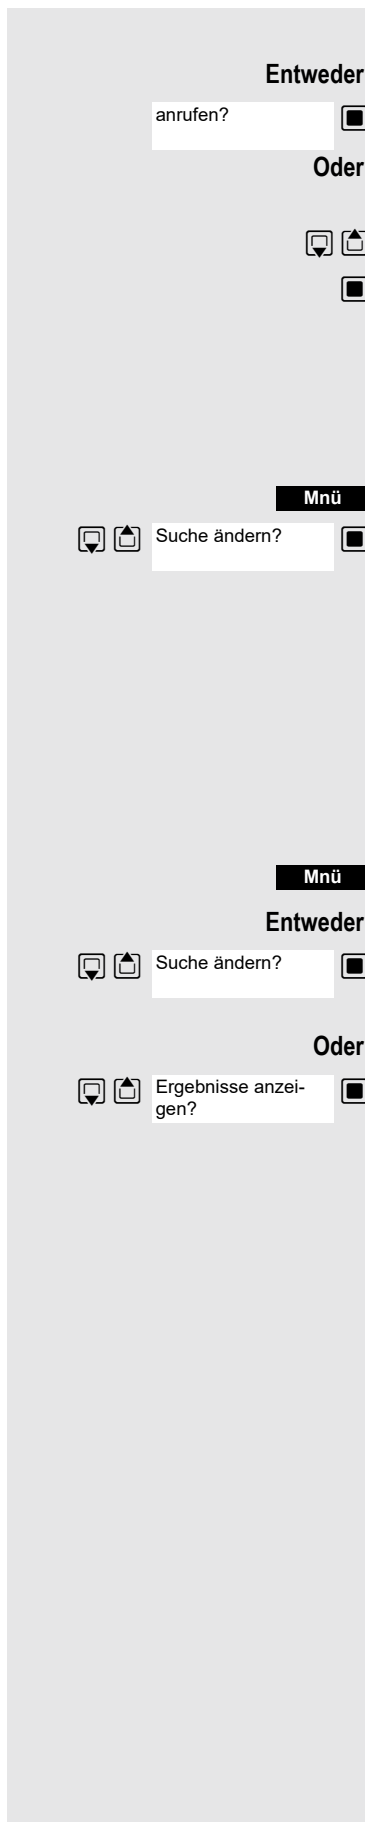 Entweder
anrufen?
Oder
Mnü
Suche ändern?
Mnü
Entweder
Suche ändern?
Oder
Ergebnisse anzei-
gen?